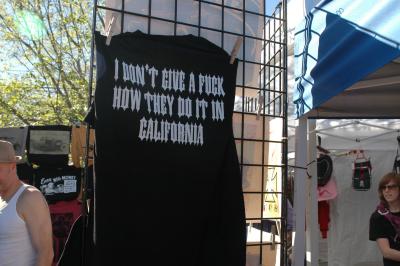 I DON'T GIVE A FUCK
HOW THEY DO IT IN
CALIFORNIA